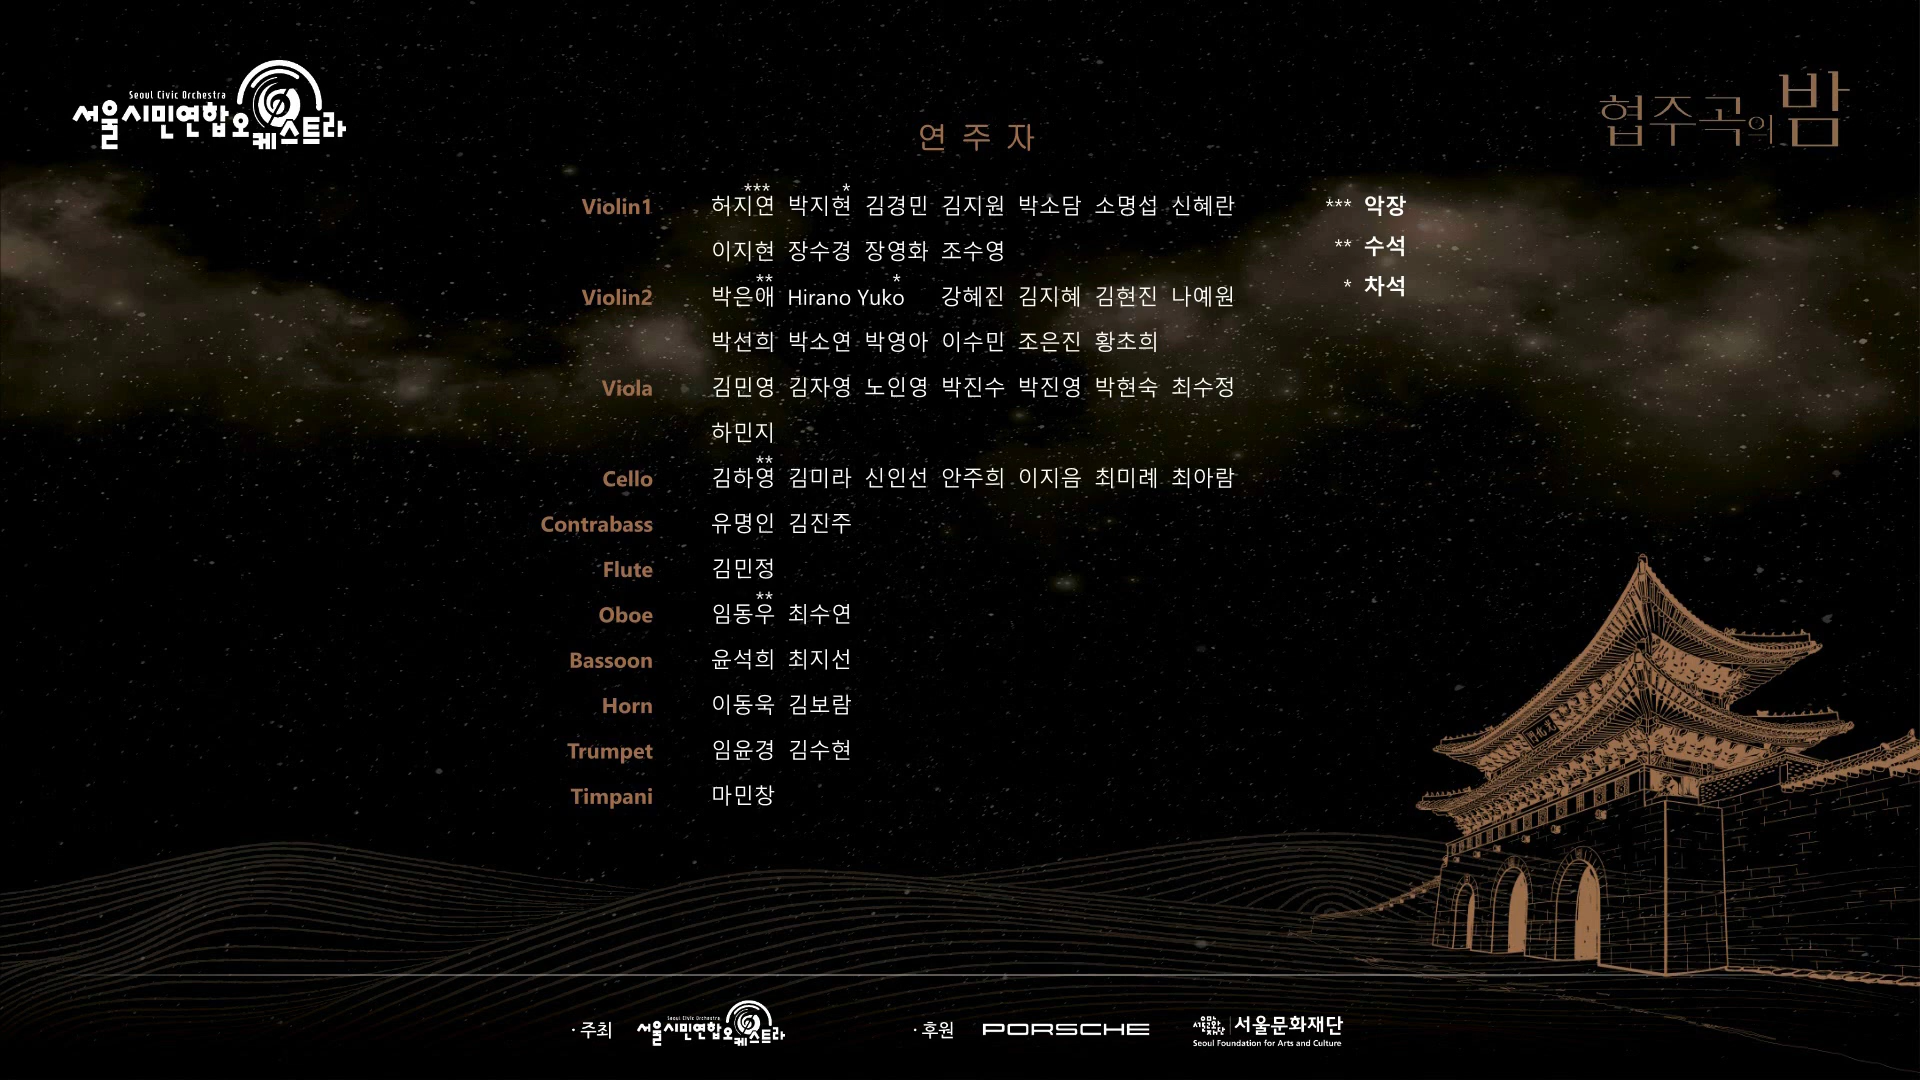 Seoul Civic Orchestra
서울시민연합오케스트라
협주곡의 밤
연주자
*** *
Violin1 허지연 박지현 김경민 김지원 박소담 소명섭 신혜란
*** 악장
이지현 장수경 장영화 조수영
** 수석
** *
Violin2 박은애 Hirano Yuko 강혜진 김지혜 김현진 나예원
* 차석
박선희 박소연 박영아 이수민 조은진 황초희
Viola 김민영 김자영 노인영 박진수 박진영 박현숙 최수정
하민지
**
Cello 김하영 김미라 신인선 안주희 이지음 최미례 최아람
Contrabass 유명인 김진주
Flute 김민정
**
Oboe 임동우 최수연
Bassoon 윤석희 최지선
Horn 이동욱 김보람
Trumpet 임윤경 김수현
Timpani 마민창
· 주최 Seoul Civic Orchestra 서울시민연합오케스트라 · 후원 PORSCHE 서울문화재단 서울문화재단
Seoul Foundation for Arts and Culture